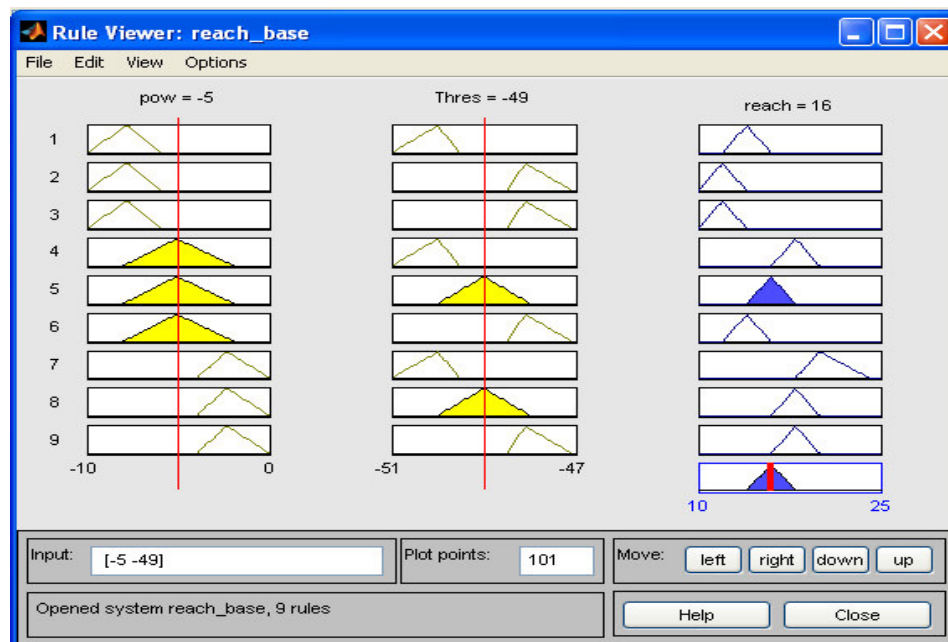 Rule Viewer: reach_base
File Edit View Options
pow = -5 Thres = -49 reach = 16
1
2
3
4
5
6
7
8
9
-10 0 -51 -47
10 25
Input: [-5 -49] Plot points: 101 Move: left right down up
Opened system reach_base, 9 rules Help Close